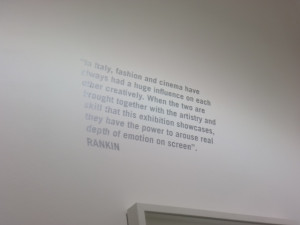 "In Italy, fashion and cinema have
always had a huge influence on each
other creatively. When the two are
brought together with the artistry and
skill that this exhibition showcases,
they have the power to arouse real
depth of emotion on screen".
RANKIN